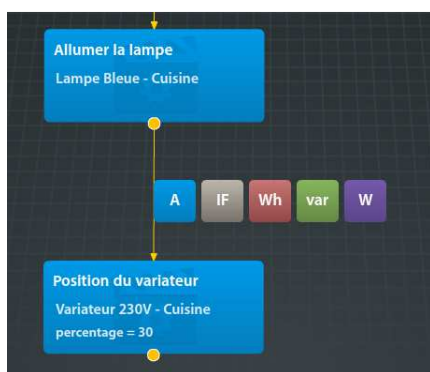 Allumer la lampe
Lampe Bleue - Cuisine
A IF Wh var W
Position du variateur
Variateur 230V - Cuisine
percentage = 30